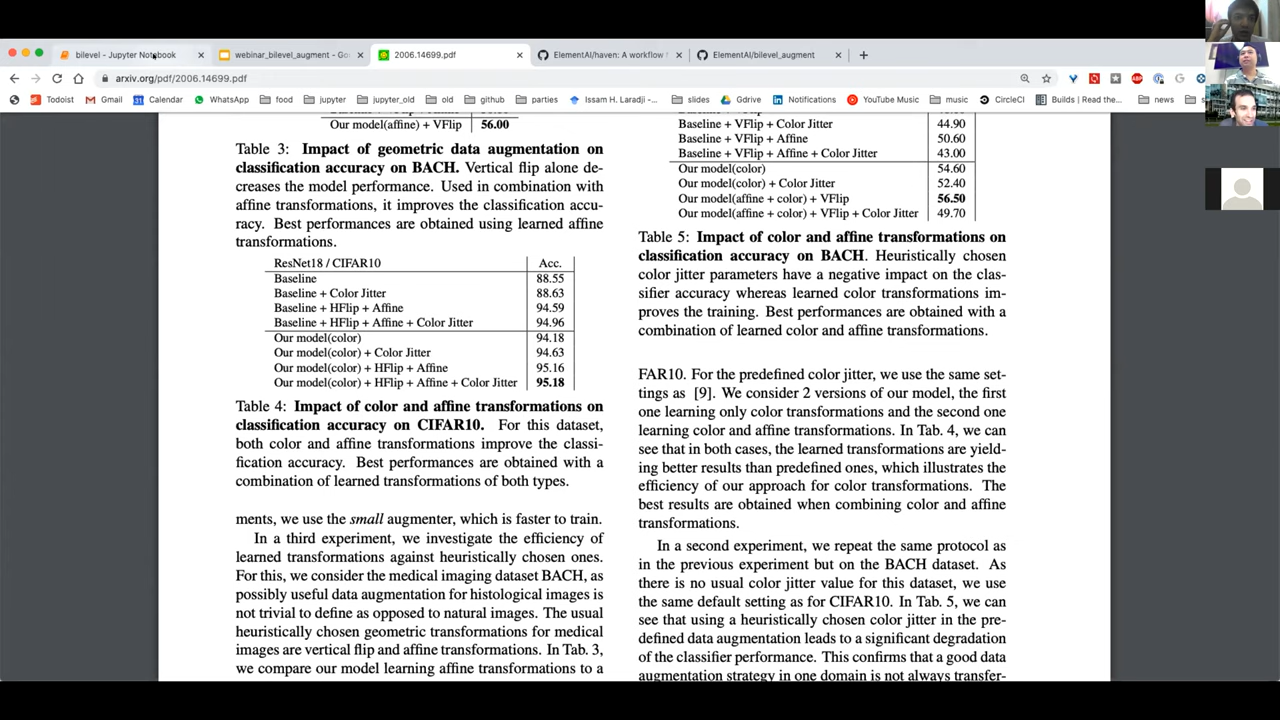 bilevel - Jupyter Notebook
webinar_bilevel_augment - Go
2006.14699.pdf
ElementAI/haven: A workflow f
ElementAI/bilevel_augment
arxiv.org/pdf/2006.14699.pdf
Todoist
Gmail
Calendar
WhatsApp
food
jupyter
jupyter_old
old
github
parties
Issam H. Laradji -...
slides
Gdrive
Notifications
YouTube Music
music
CircleCI
Builds | Read the...
news
Our model(affine) + VFlip 56.00
Table 3: Impact of geometric data augmentation on
classification accuracy on BACH. Vertical flip alone de-
creases the model performance. Used in combination with
affine transformations, it improves the classification accu-
racy. Best performances are obtained using learned affine
transformations.
ResNet18 / CIFAR10 Acc.
Baseline 88.55
Baseline + Color Jitter 88.63
Baseline + HFlip + Affine 94.59
Baseline + HFlip + Affine + Color Jitter 94.96
Our model(color) 94.18
Our model(color) + Color Jitter 94.63
Our model(color) + HFlip + Affine 95.16
Our model(color) + HFlip + Affine + Color Jitter 95.18
Table 4: Impact of color and affine transformations on
classification accuracy on CIFAR10. For this dataset,
both color and affine transformations improve the classi-
fication accuracy. Best performances are obtained with a
combination of learned transformations of both types.
ments, we use the small augmenter, which is faster to train.
In a third experiment, we investigate the efficiency of
learned transformations against heuristically chosen ones.
For this, we consider the medical imaging dataset BACH, as
possibly useful data augmentation for histological images is
not trivial to define as opposed to natural images. The usual
heuristically chosen geometric transformations for medical
images are vertical flip and affine transformations. In Tab. 3,
we compare our model learning affine transformations to a
Baseline + VFlip + Color Jitter 44.90
Baseline + VFlip + Affine 50.60
Baseline + VFlip + Affine + Color Jitter 43.00
Our model(color) 54.60
Our model(color) + Color Jitter 52.40
Our model(affine + color) + VFlip 56.50
Our model(affine + color) + VFlip + Color Jitter 49.70
Table 5: Impact of color and affine transformations on
classification accuracy on BACH. Heuristically chosen
color jitter parameters have a negative impact on the clas-
sifier accuracy whereas learned color transformations im-
proves the training. Best performances are obtained with a
combination of learned color and affine transformations.
FAR10. For the predefined color jitter, we use the same set-
tings as [9]. We consider 2 versions of our model, the first
one learning only color transformations and the second one
learning color and affine transformations. In Tab. 4, we can
see that in both cases, the learned transformations are yield-
ing better results than predefined ones, which illustrates the
efficiency of our approach for color transformations. The
best results are obtained when combining color and affine
transformations.
In a second experiment, we repeat the same protocol as
in the previous experiment but on the BACH dataset. As
there is no usual color jitter value for this dataset, we use
the same default setting as for CIFAR10. In Tab. 5, we can
see that using a heuristically chosen color jitter in the pre-
defined data augmentation leads to a significant degradation
of the classifier performance. This confirms that a good data
augmentation strategy in one domain is not always transfer-